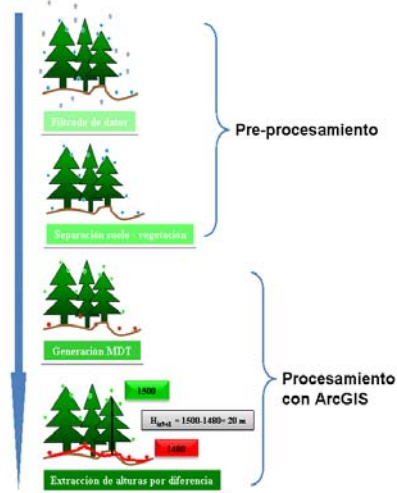 Filtrado de datos
Pre-procesamiento
Separación suelo - vegetación
Generación MDT
Procesamiento
con ArcGIS
1500
= 1500-1480= 20 m
1480
Extracción de alturas por diferencia